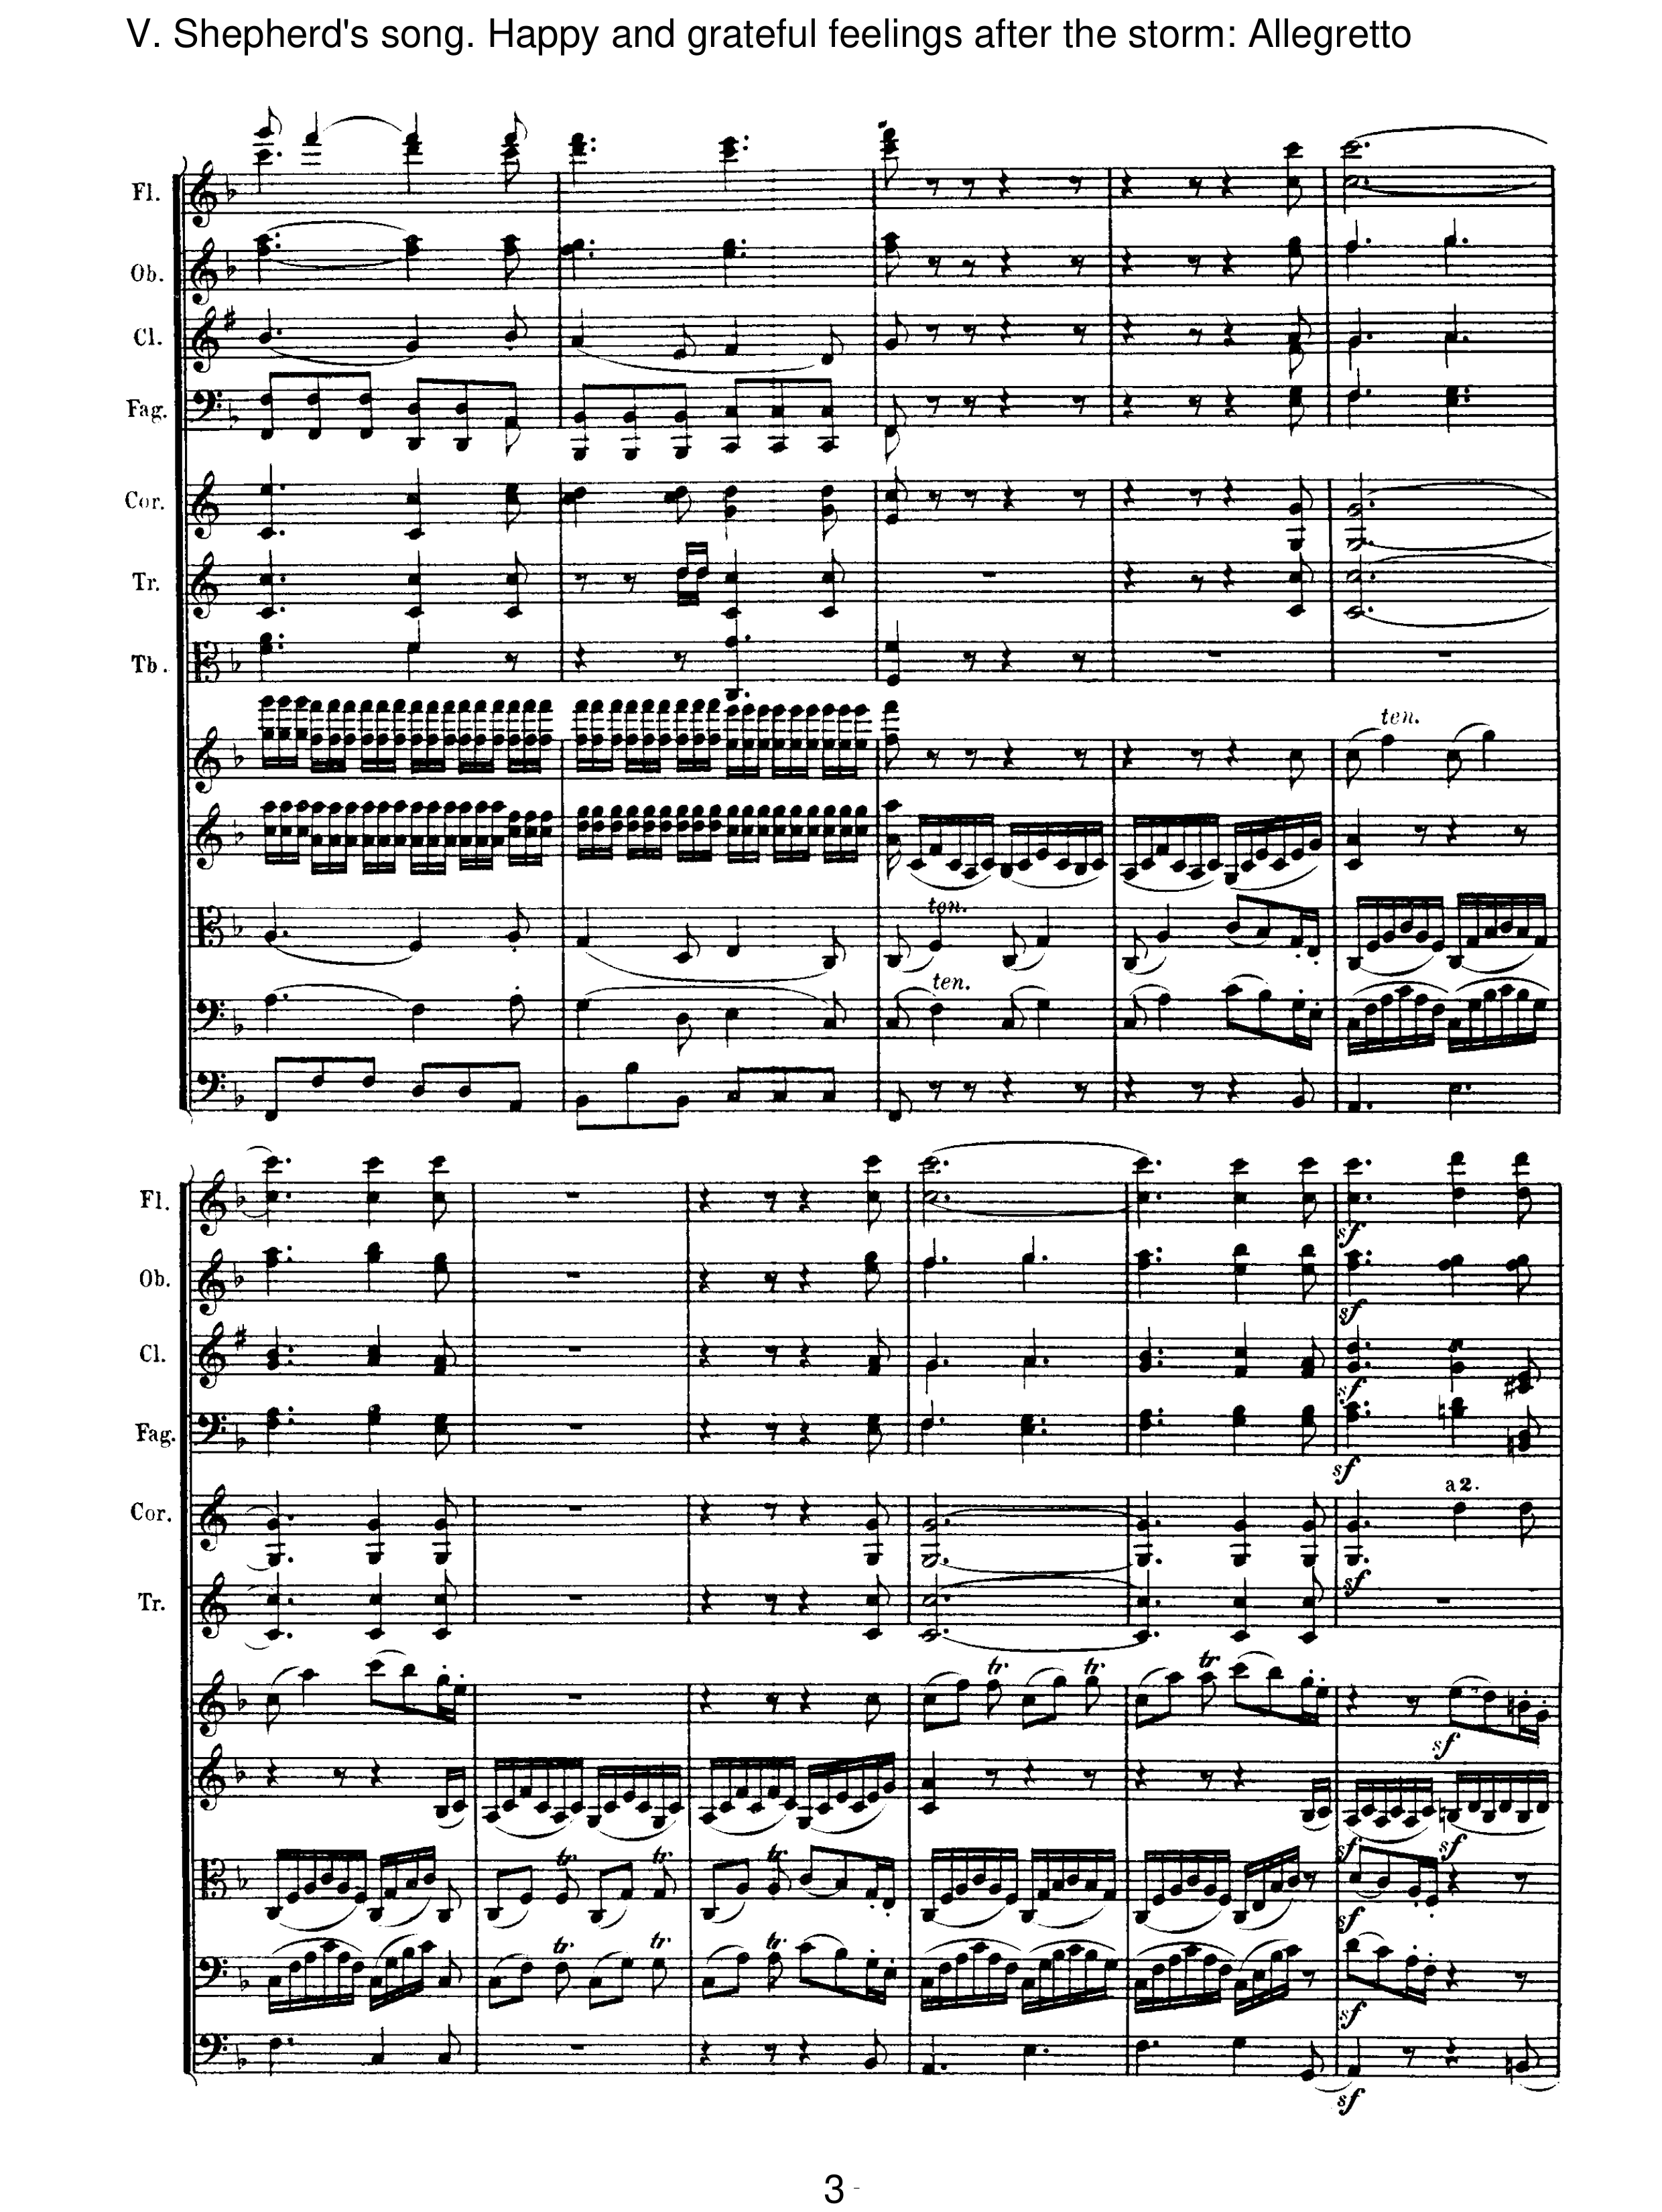 V. Shepherd's song. Happy and grateful feelings after the storm: Allegretto
Fl.
Ob.
Cl.
Fag.
Cor.
Tr.
Tb.
ten.
ten.
ten.
Fl.
sf
Ob.
sf
Cl.
sf
Fag.
sf
a 2.
Cor.
sf
Tr.
tr. tr. tr.
sf
sf sf
tr. tr. tr.
sf
tr. tr. tr.
sf
sf
3 -